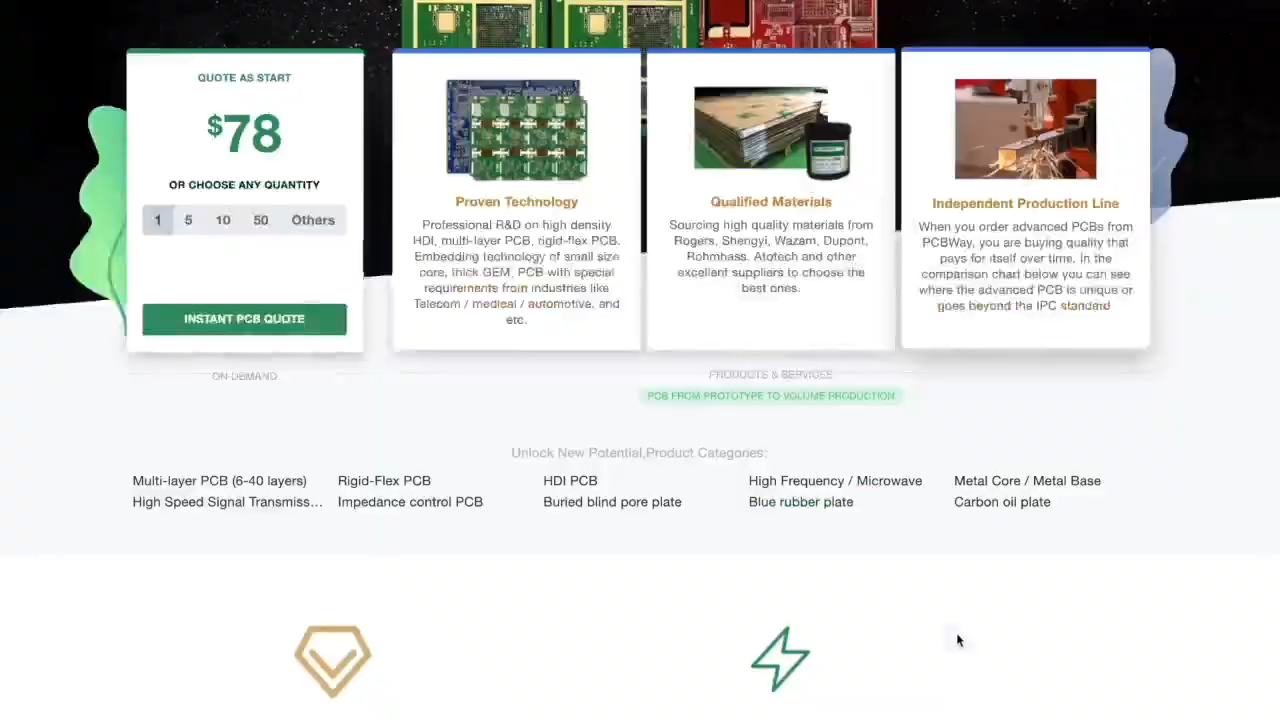 QUOTE AS START
$78
OR CHOOSE ANY QUANTITY
1 5 10 50 Others
INSTANT PCB QUOTE
ON-DEMAND
Proven Technology
Professional R&D on high density
HDI, multi-layer PCB, rigid-flex PCB.
Embedding technology of small size
core, thick GEM, PCB with special
requirements from industries like
Telecom / medical / automotive, and
etc.
Qualified Materials
Sourcing high quality materials from
Rogers, Shengyi, Wazam, Dupont,
Rohmhass. Atotech and other
excellent suppliers to choose the
best ones.
Independent Production Line
When you order advanced PCBs from
PCBWay, you are buying quality that
pays for itself over time. In the
comparison chart below you can see
where the advanced PCB is unique or
goes beyond the IPC standard
PRODUCTS & SERVICES
PCB FROM PROTOTYPE TO VOLUME PRODUCTION
Unlock New Potential,Product Categories:
Multi-layer PCB (6-40 layers) Rigid-Flex PCB HDI PCB High Frequency / Microwave Metal Core / Metal Base
High Speed Signal Transmiss... Impedance control PCB Buried blind pore plate Blue rubber plate Carbon oil plate